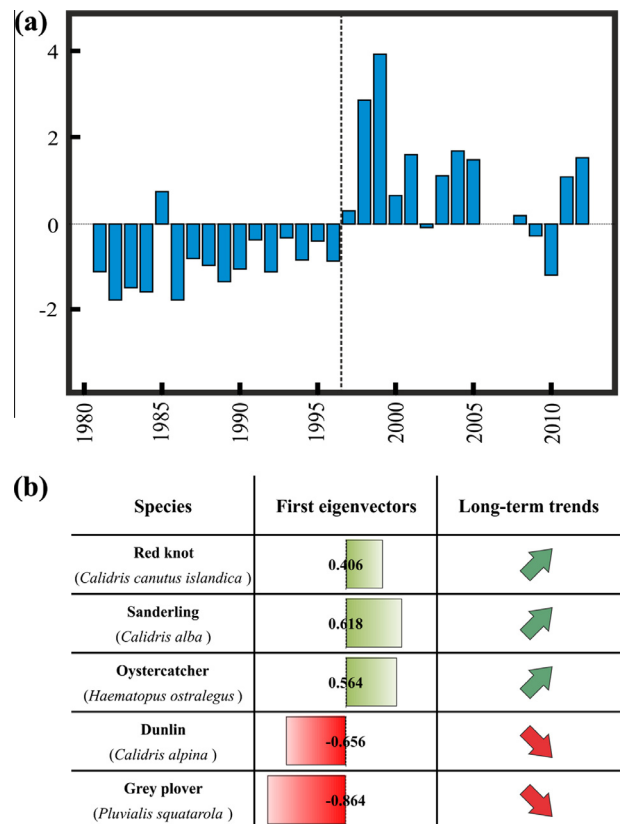 (a)
4
2
0
-2
1980
1985
1990
1995
2000
2005
2010
(b)
Species First eigenvectors Long-term trends
Red knot
(Calidris canutus islandica )
0.406
Sanderling
(Calidris alba )
0.618
Oystercatcher
(Haematopus ostralegus )
0.564
Dunlin
(Calidris alpina )
-0.656
Grey plover
(Pluvialis squatarola )
-0.864